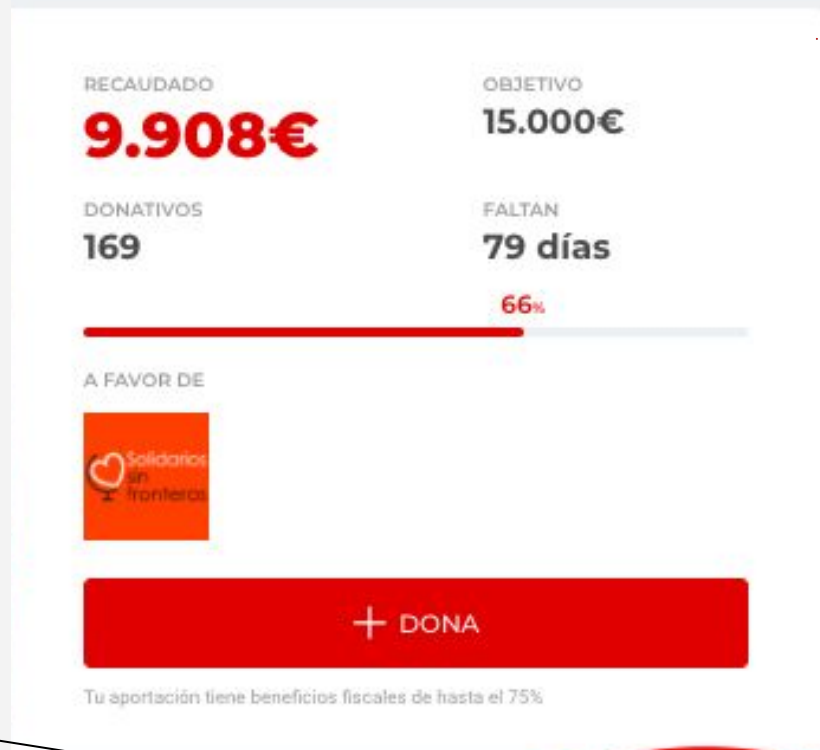 RECAUDADO
9.908€
OBJETIVO
15.000€
DONATIVOS
169
FALTAN
79 días
66%
A FAVOR DE
Solidarios
sin
fronteras
+ DONA
Tu aportación tiene beneficios fiscales de hasta el 75%